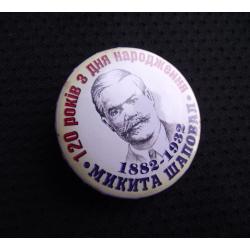 120 років з дня народження
1882-1932
• МИКИТА ШАПОВАЛ •